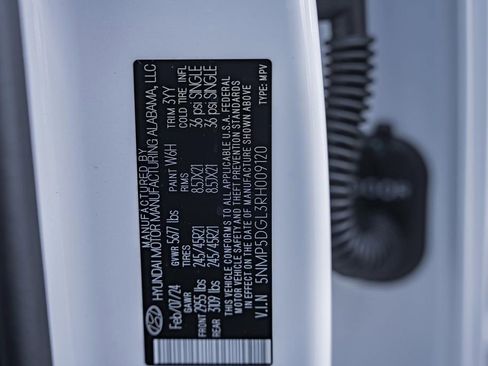 MANUFACTURED BY
HYUNDAI MOTOR MANUFACTURING ALABAMA, LLC
Feb/01/24 PAINT W6H TRIM 3YY
GVWR 5677 lbs
GAWR TIRES RIMS COLD TIRE INFL
FRONT 2955 lbs 245/45R21 8.5JX21 36 psi SINGLE
REAR 3109 lbs 245/45R21 8.5JX21 36 psi SINGLE
THIS VEHICLE CONFORMS TO ALL APPLICABLE U.S.A. FEDERAL
MOTOR VEHICLE SAFETY AND THEFT PREVENTION STANDARDS
IN EFFECT ON THE DATE OF MANUFACTURE SHOWN ABOVE
V.I.N 5NMP5DGL3RH009120 TYPE: MPV